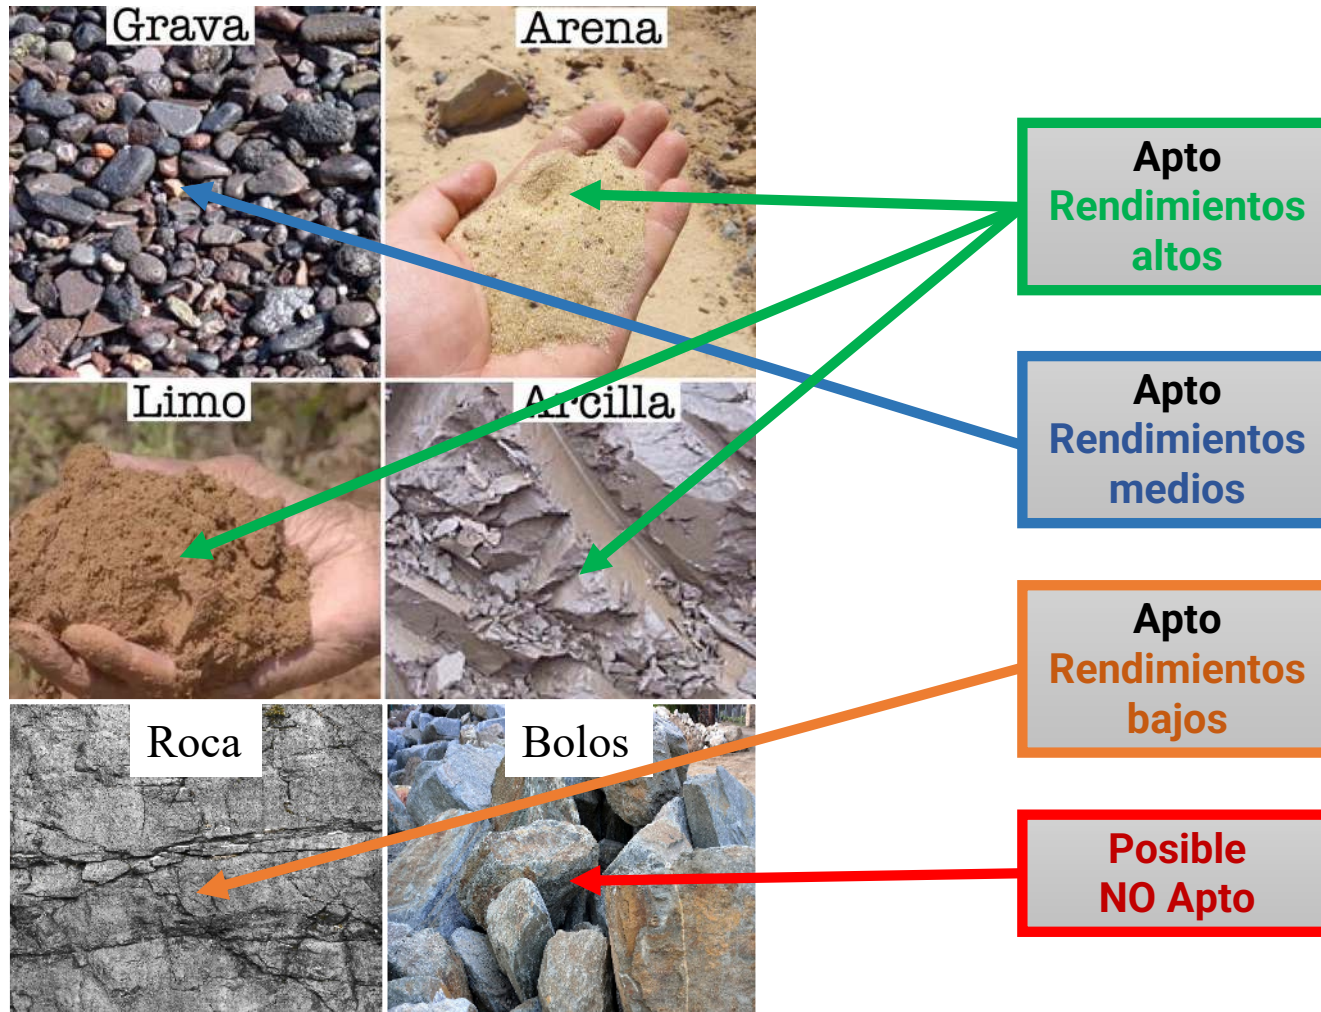 Grava
Arena
Limo
Arcilla
Roca
Bolos
Apto
Rendimientos
altos
Apto
Rendimientos
medios
Apto
Rendimientos
bajos
Posible
NO Apto